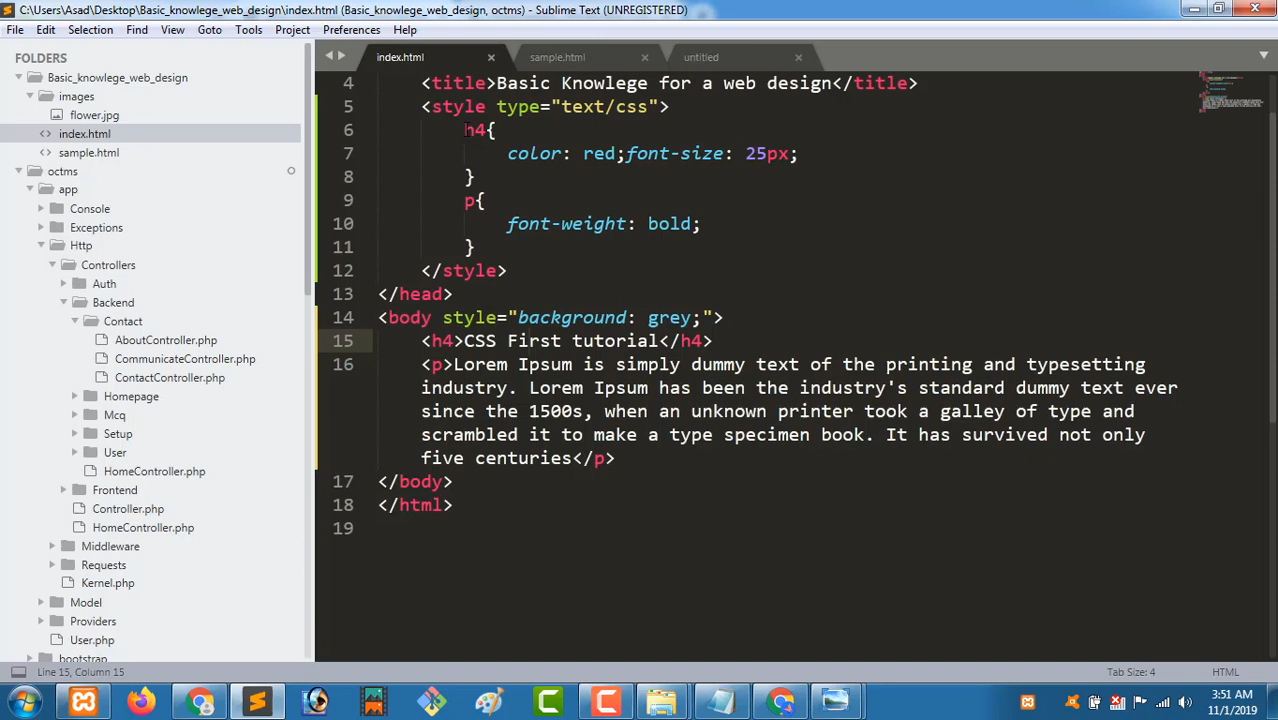 C:\Users\Asad\Desktop\Basic_knowlege_web_design\index.html (Basic_knowlege_web_design, octms) - Sublime Text (UNREGISTERED)
File Edit Selection Find View Goto Tools Project Preferences Help
FOLDERS
Basic_knowlege_web_design
images
flower.jpg
index.html
sample.html
octms
app
Console
Exceptions
Http
Controllers
Auth
Backend
Contact
AboutController.php
CommunicateController.php
ContactController.php
Homepage
Mcq
Setup
User
HomeController.php
Frontend
Controller.php
HomeController.php
Middleware
Requests
Kernel.php
Model
Providers
User.php
bootstrap
index.html sample.html untitled
4 <title>Basic Knowlege for a web design</title>
5 <style type="text/css">
6 h4{
7 color: red;font-size: 25px;
8 }
9 p{
10 font-weight: bold;
11 }
12 </style>
13 </head>
14 <body style="background: grey;">
15 <h4>CSS First tutorial</h4>
16 <p>Lorem Ipsum is simply dummy text of the printing and typesetting
industry. Lorem Ipsum has been the industry's standard dummy text ever
since the 1500s, when an unknown printer took a galley of type and
scrambled it to make a type specimen book. It has survived not only
five centuries</p>
17 </body>
18 </html>
19
Line 15, Column 15 Tab Size: 4 HTML
3:51 AM
11/1/2019